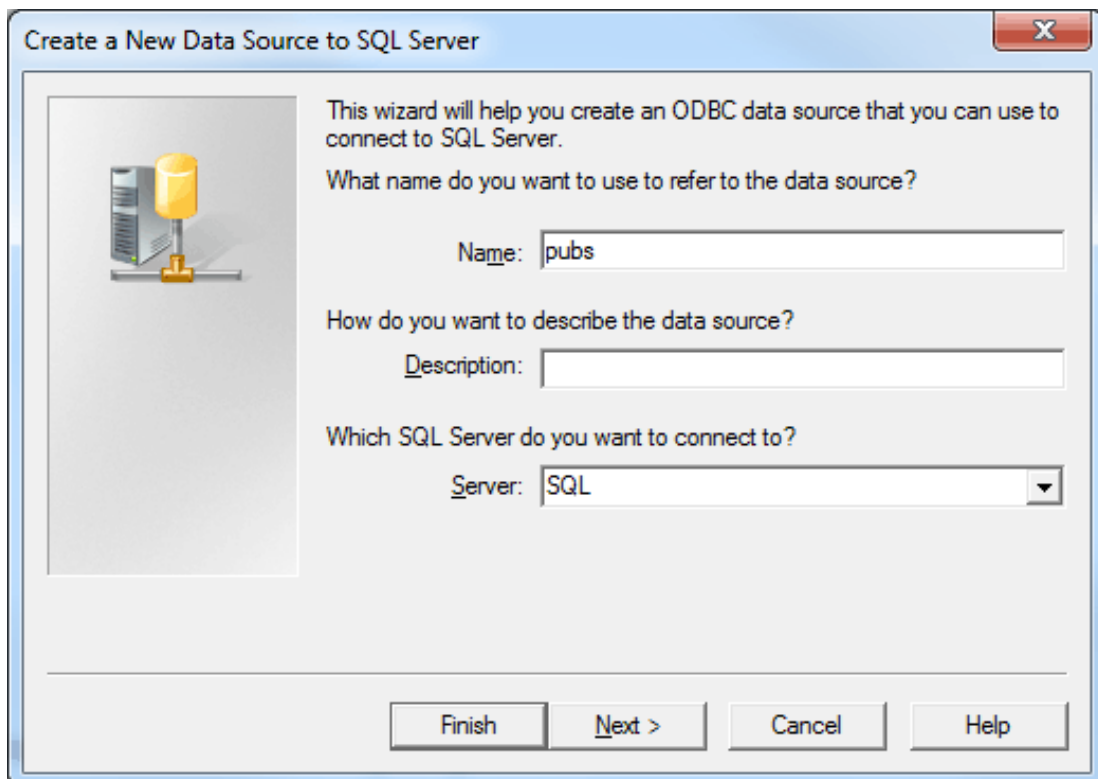 Create a New Data Source to SQL Server
This wizard will help you create an ODBC data source that you can use to
connect to SQL Server.
What name do you want to use to refer to the data source?
Name: pubs
How do you want to describe the data source?
Description:
Which SQL Server do you want to connect to?
Server: SQL
Finish Next > Cancel Help